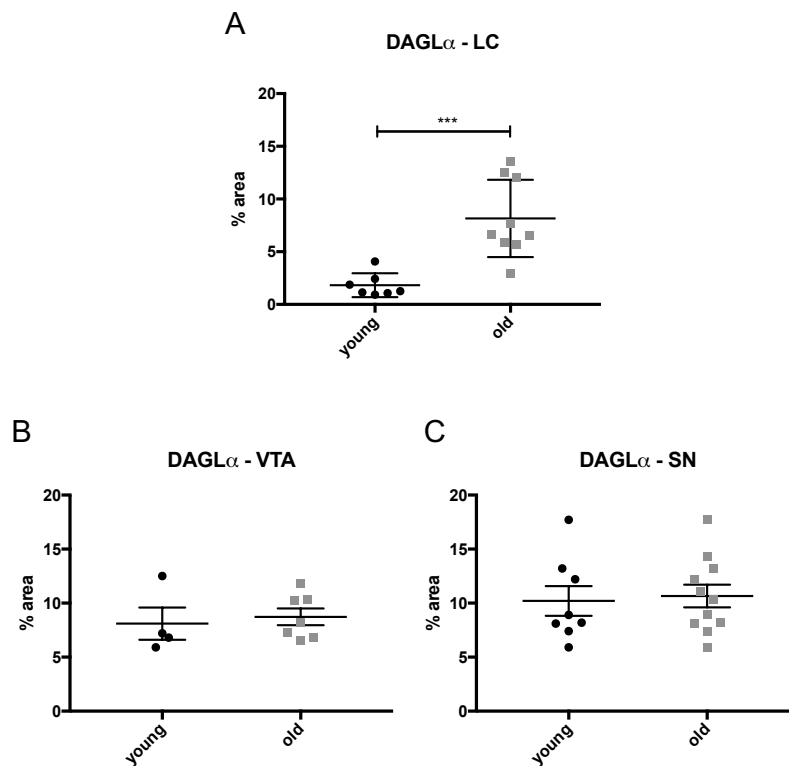 A
DAGLα - LC
20
15
10
5
0
% area
***
young
old
B
DAGLα - VTA
20
15
10
5
0
% area
young
old
C
DAGLα - SN
20
15
10
5
0
% area
young
old